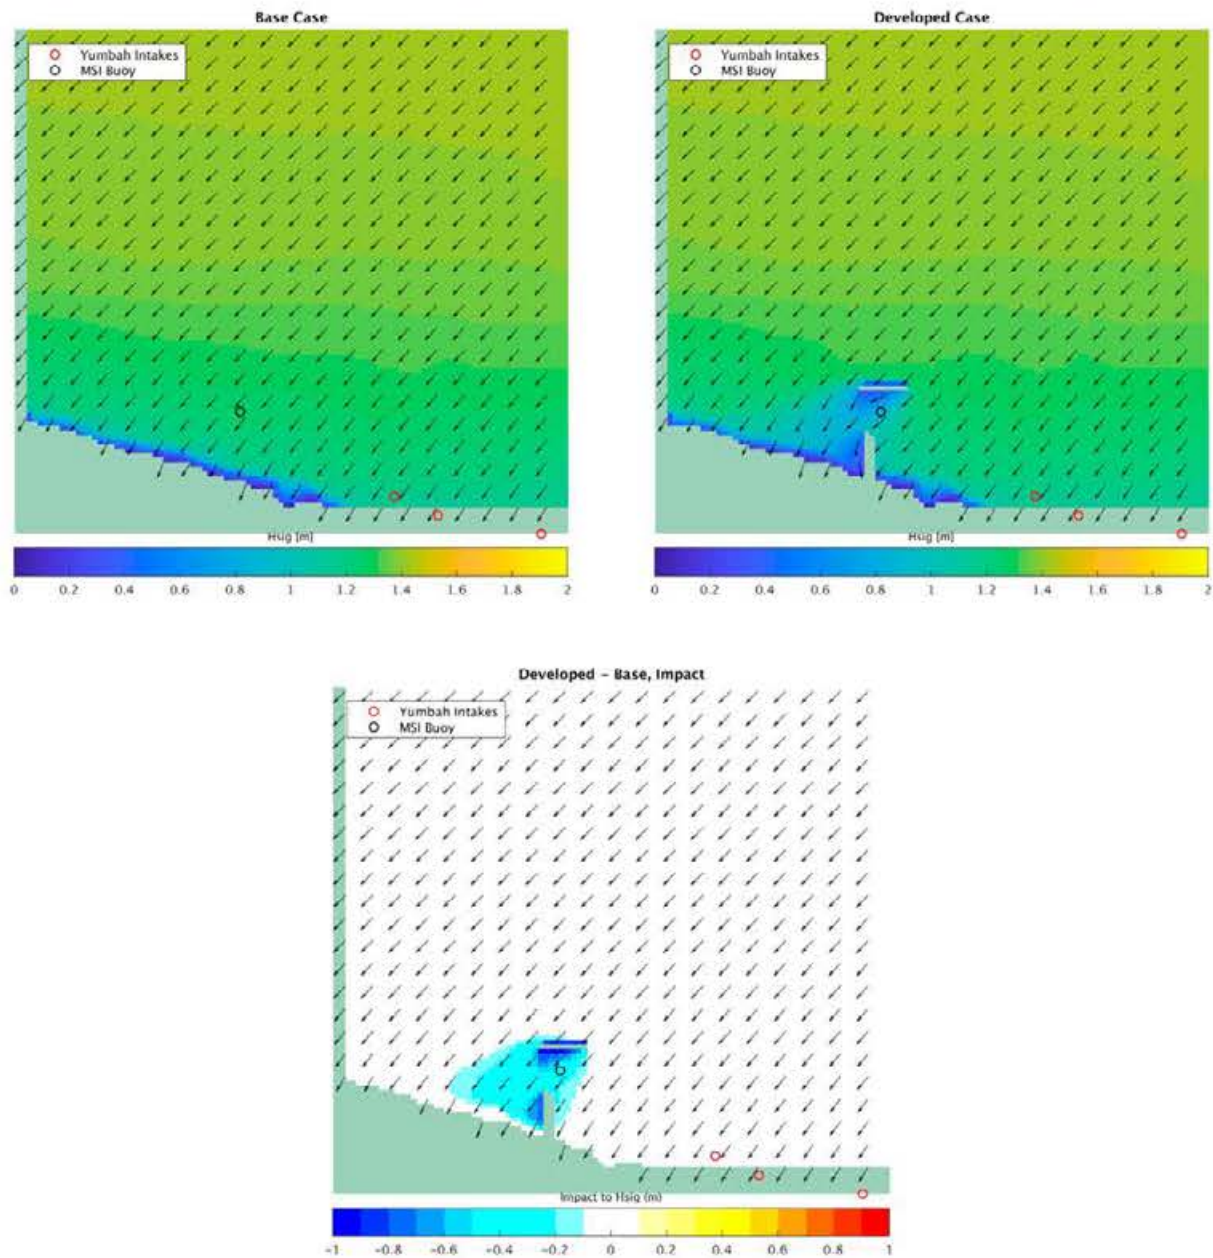 Base Case
Yumbah Intakes
MSI Buoy
Hsig [m]
0 0.2 0.4 0.6 0.8 1 1.2 1.4 1.6 1.8 2
Developed Case
Yumbah Intakes
MSI Buoy
Hsig [m]
0 0.2 0.4 0.6 0.8 1 1.2 1.4 1.6 1.8 2
Developed - Base, Impact
Yumbah Intakes
MSI Buoy
Impact to Hsig (m)
-1 -0.8 -0.6 -0.4 -0.2 0 0.2 0.4 0.6 0.8 1